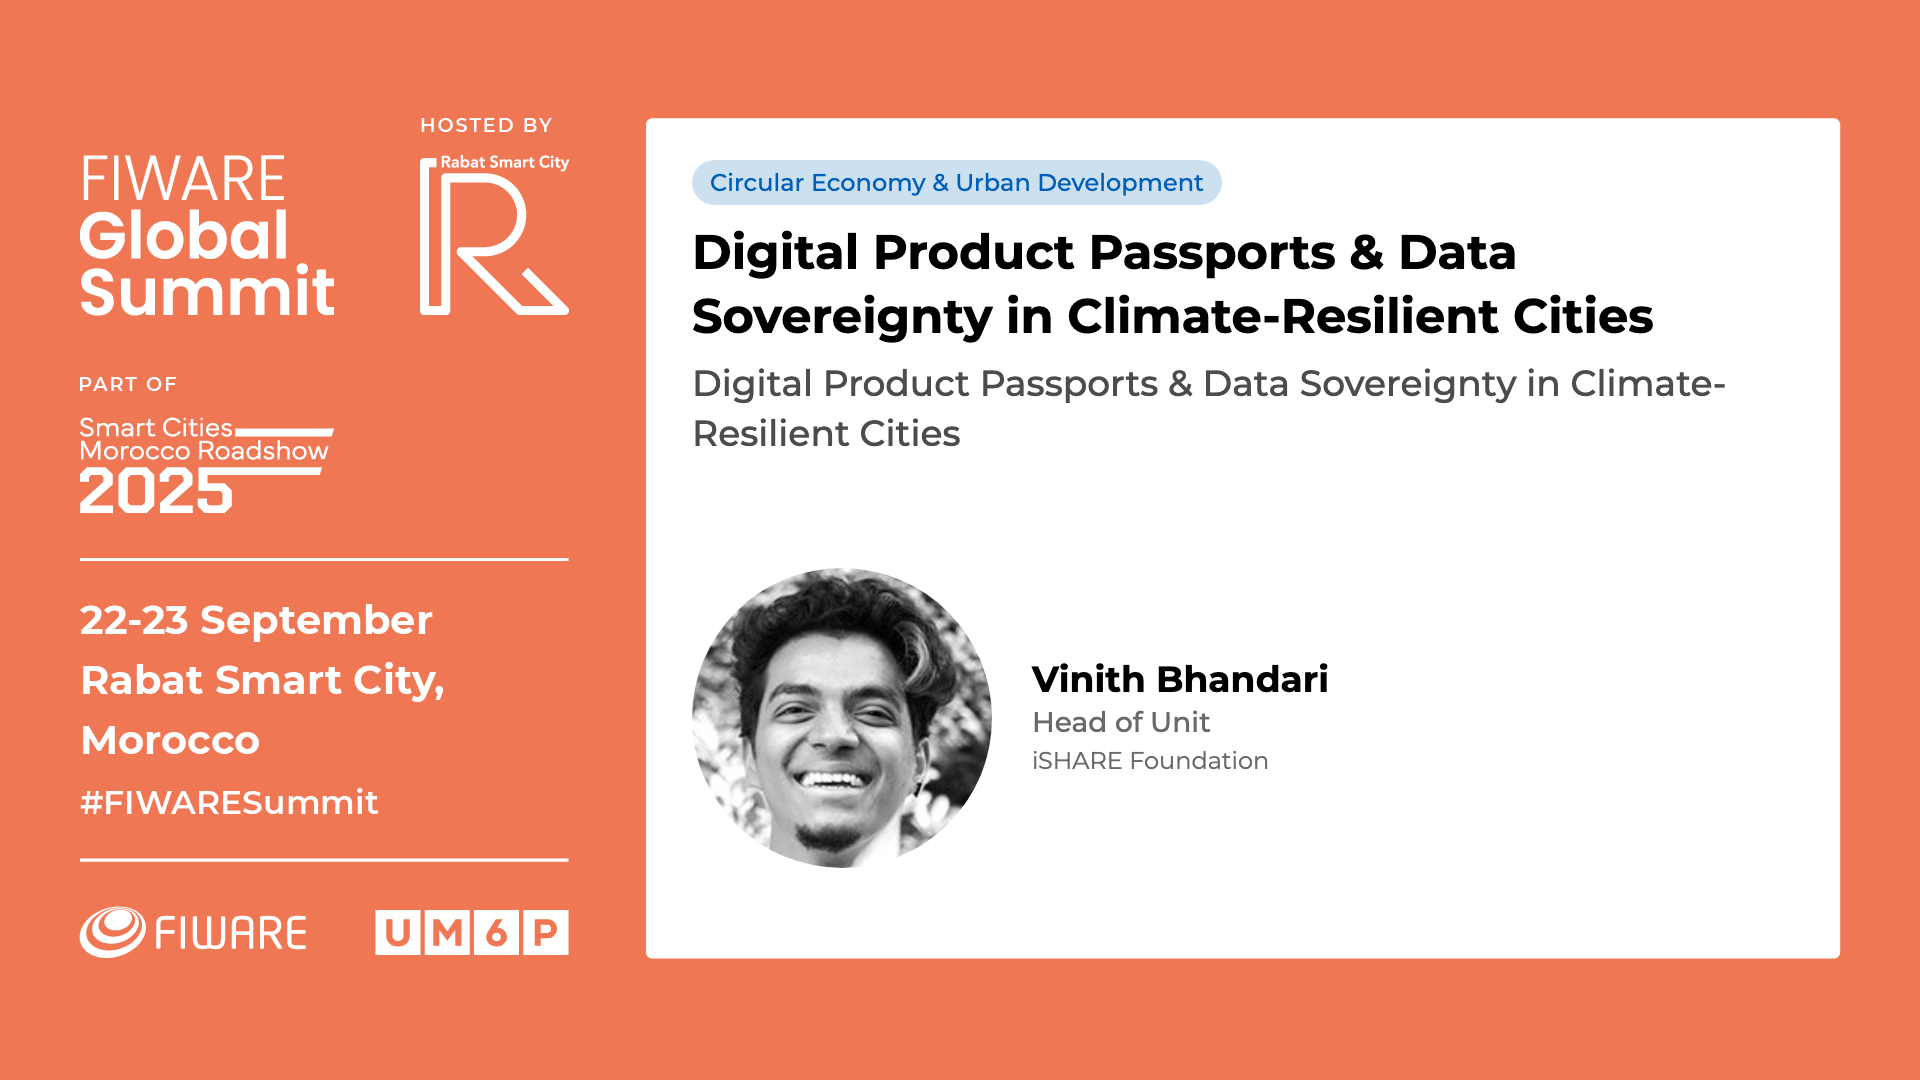 FIWARE
Global
Summit
HOSTED BY
Rabat Smart City
R
PART OF
Smart Cities
Morocco Roadshow
2025
22-23 September
Rabat Smart City,
Morocco
#FIWARESummit
FIWARE
UM6P
Circular Economy & Urban Development
Digital Product Passports & Data
Sovereignty in Climate-Resilient Cities
Digital Product Passports & Data Sovereignty in Climate-
Resilient Cities
Vinith Bhandari
Head of Unit
iSHARE Foundation